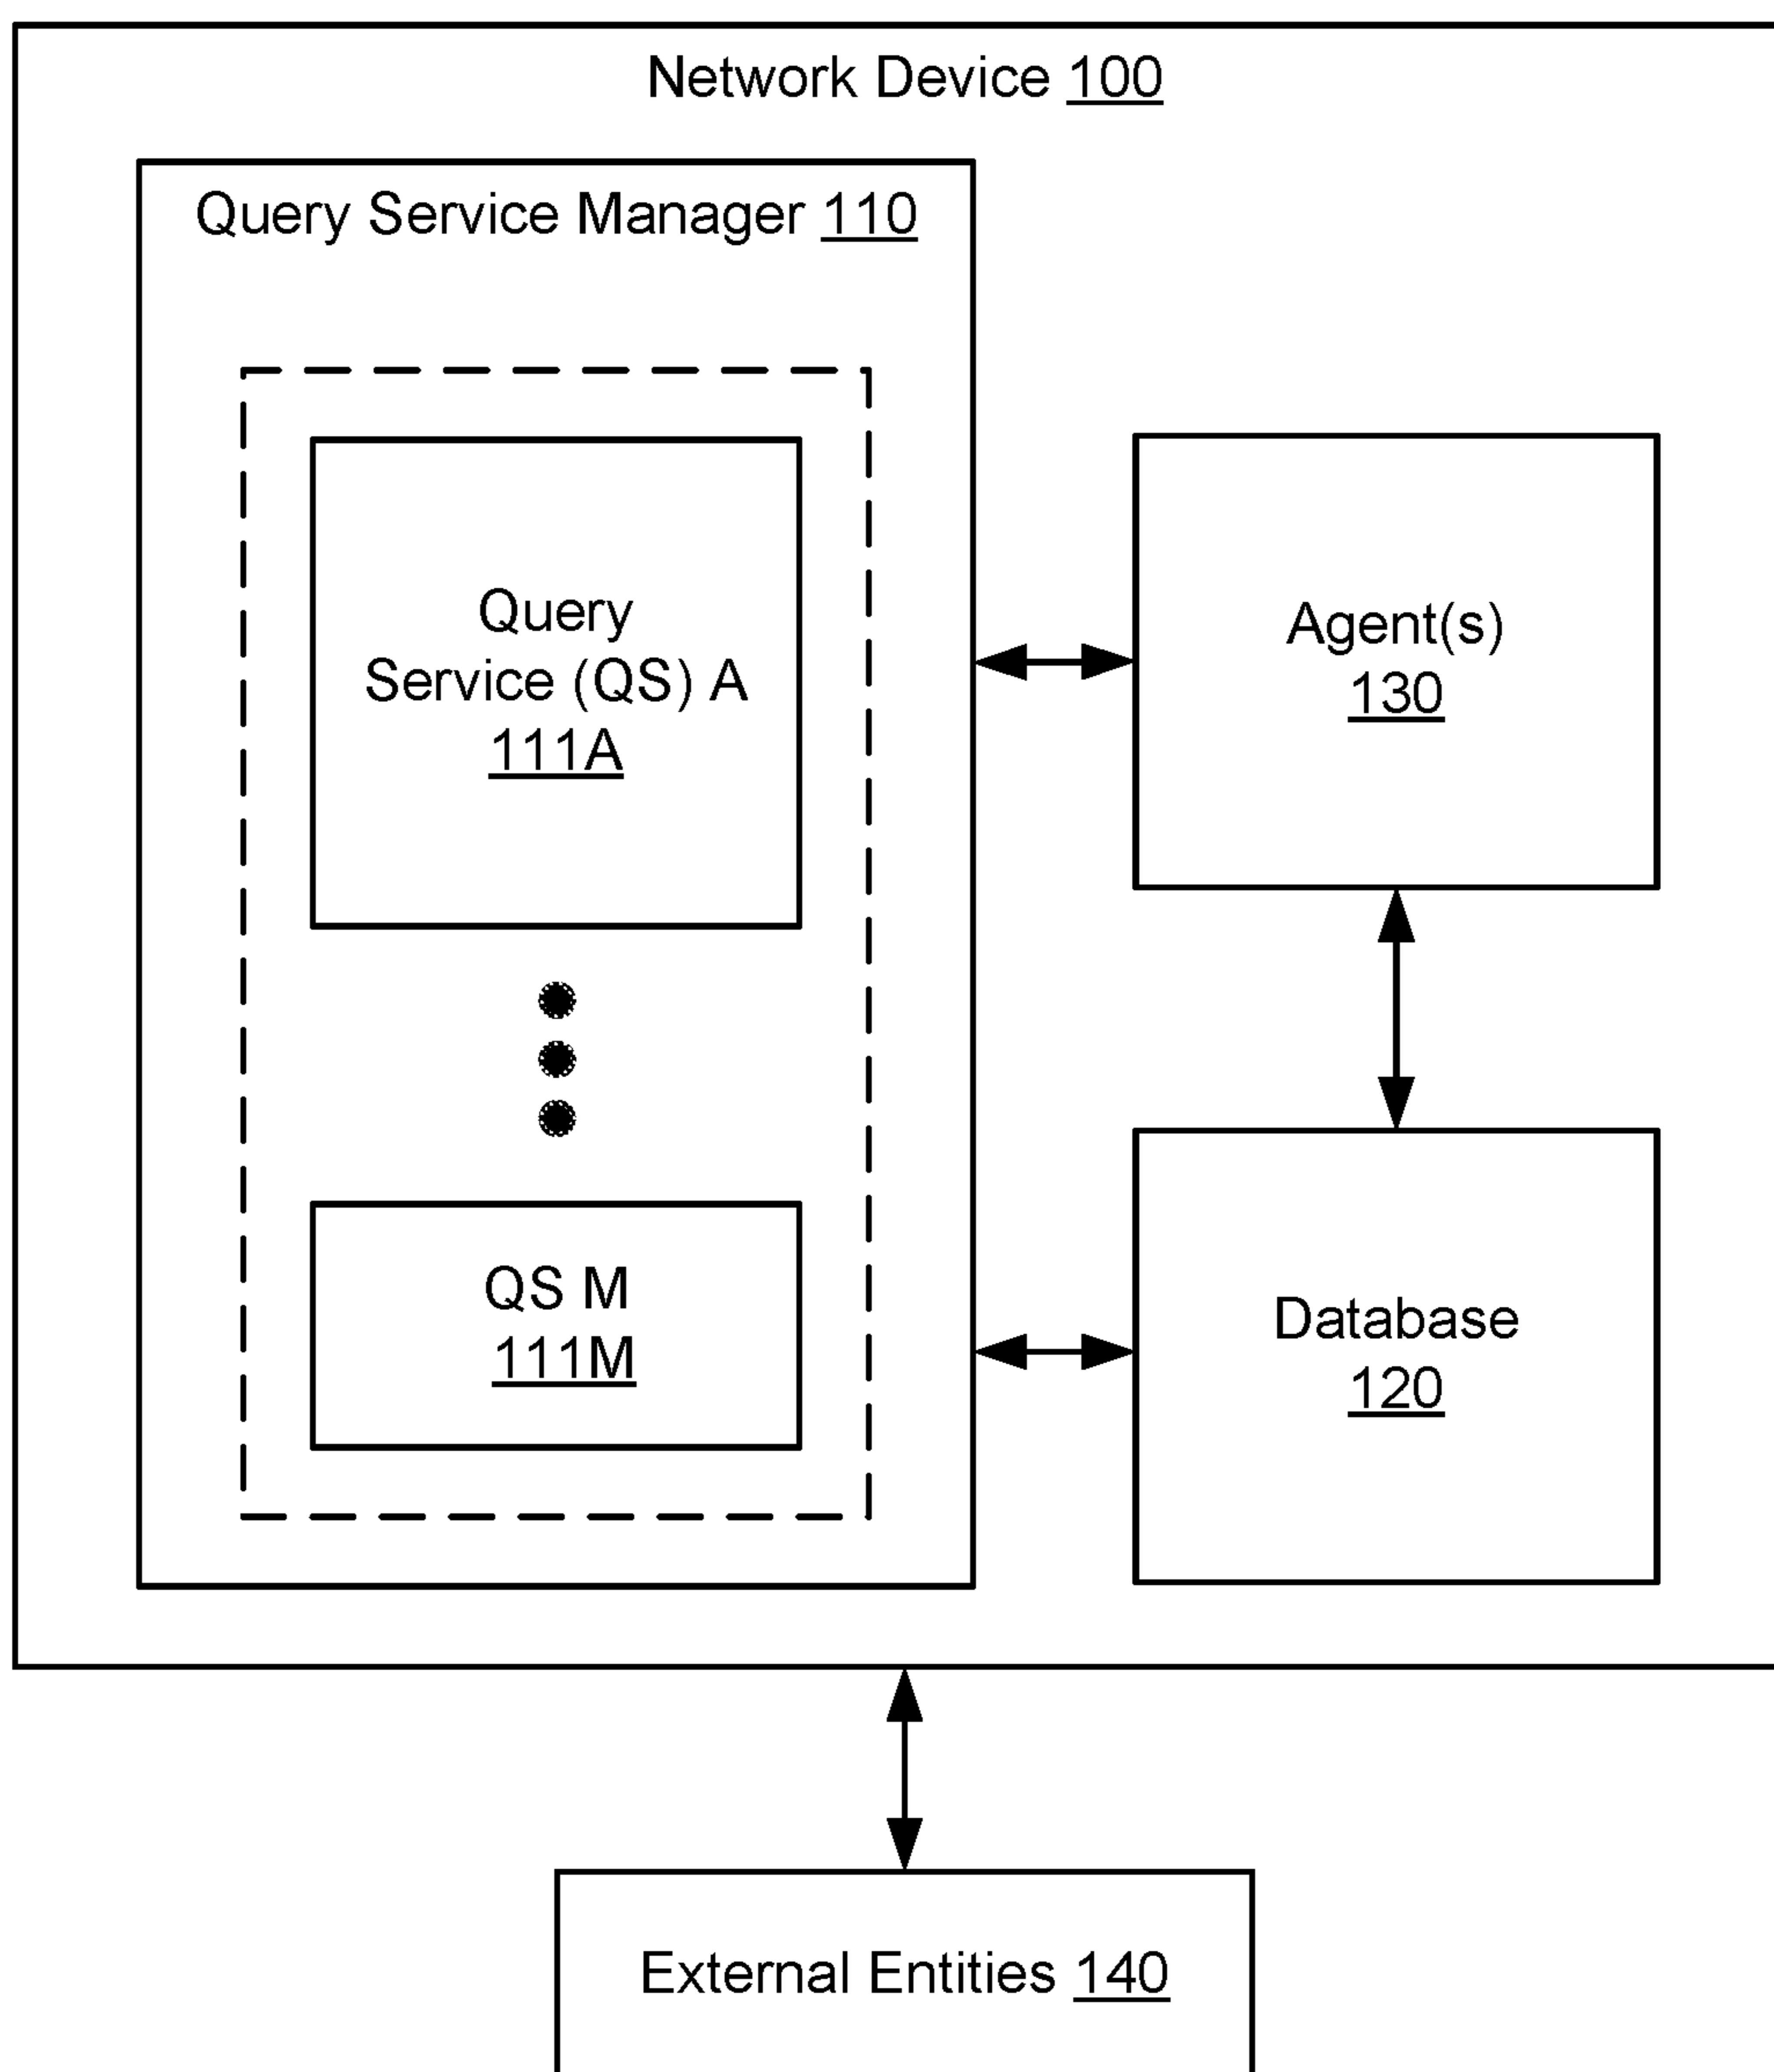 Network Device 100
Query Service Manager 110
Query
Service (QS) A
111A
Agent(s)
130
QS M
111M
Database
120
External Entities 140